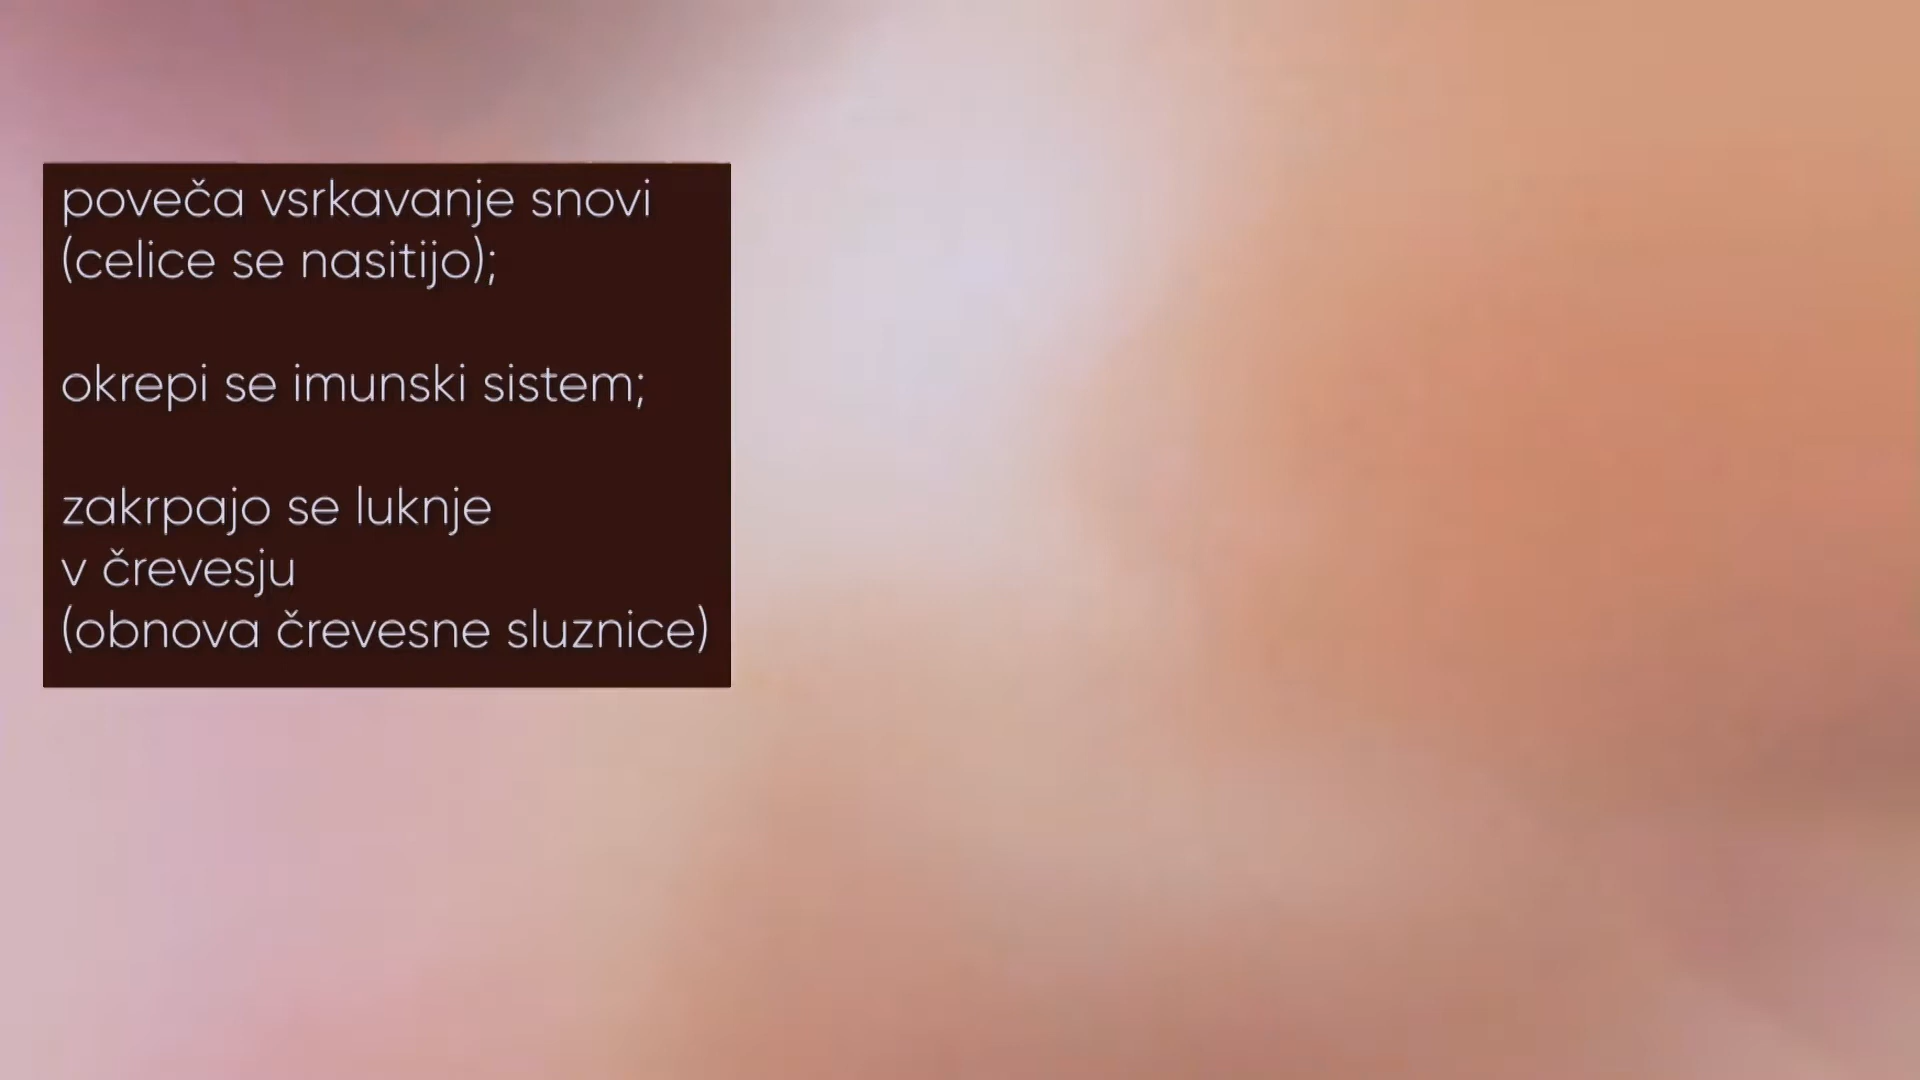 poveča vsrkavanje snovi
(celice se nasitijo);
okrepi se imunski sistem;
zakrpajo se luknje
v črevesju
(obnova črevesne sluznice)